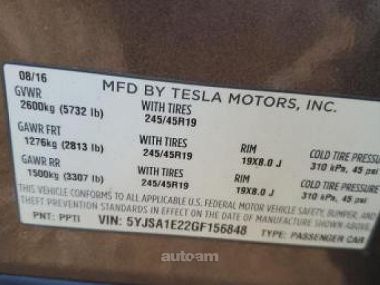 08/16 MFD BY TESLA MOTORS, INC.
GVWR
2600kg (5732 lb) WITH TIRES 245/45R19
GAWR FRT
1276kg (2813 lb) WITH TIRES 245/45R19 RIM 19X8.0 J COLD TIRE PRESSURE 310 kPa, 45 psi
GAWR RR
1500kg (3307 lb) WITH TIRES 245/45R19 RIM 19X8.0 J COLD TIRE 310 kPa, 45
THIS VEHICLE CONFORMS TO ALL APPLICABLE U.S. FEDERAL MOTOR VEHICLE SAFETY, BUMPER, AND
THEFT PREVENTION STANDARDS IN EFFECT ON THE DATE OF MANUFACTURE SHOWN ABOVE.
PNT: PPTI VIN: 5YJSA1E22GF156848 TYPE: PASSENGER CAR
autoam